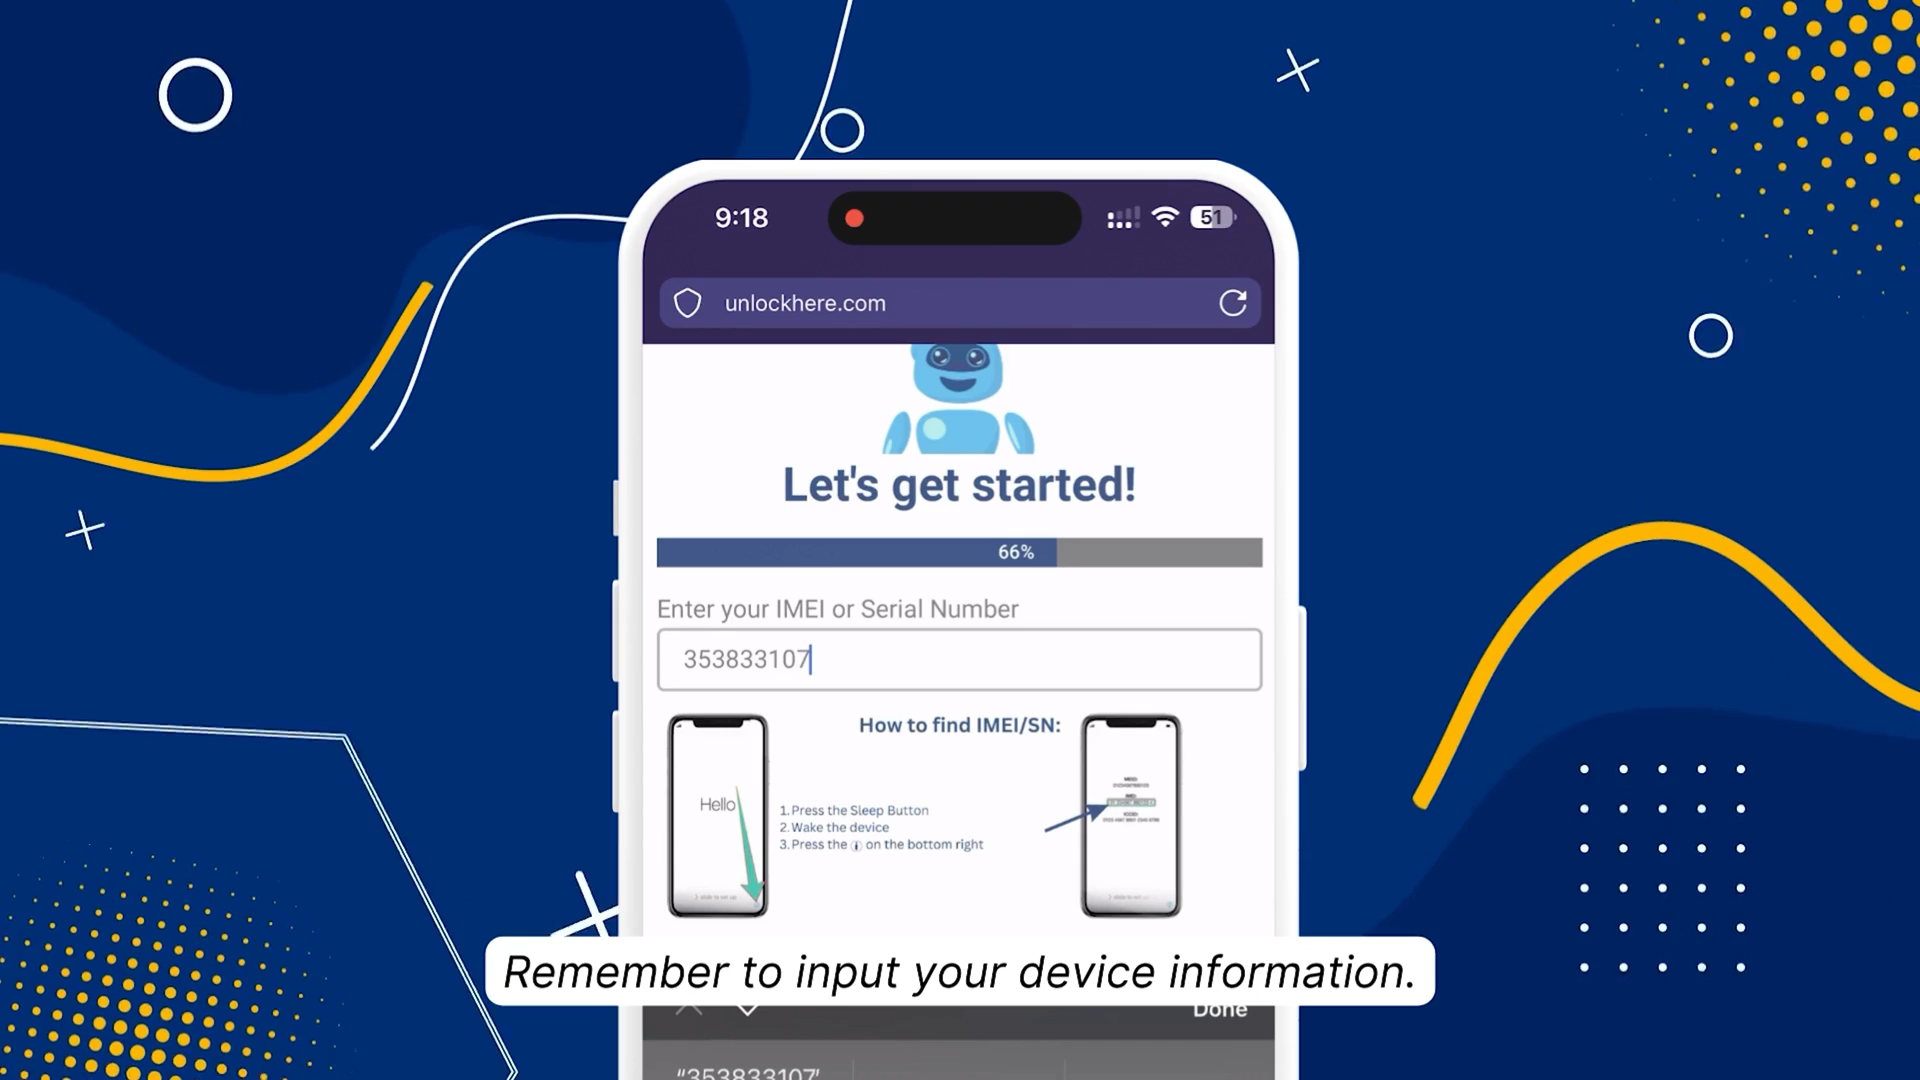 9:18
51
unlockhere.com
Let's get started!
66%
Enter your IMEI or Serial Number
353833107
How to find IMEI/SN:
Hello
1. Press the Sleep Button
2. Wake the device
3. Press the i on the bottom right
Remember to input your device information.
Done
"353833107"